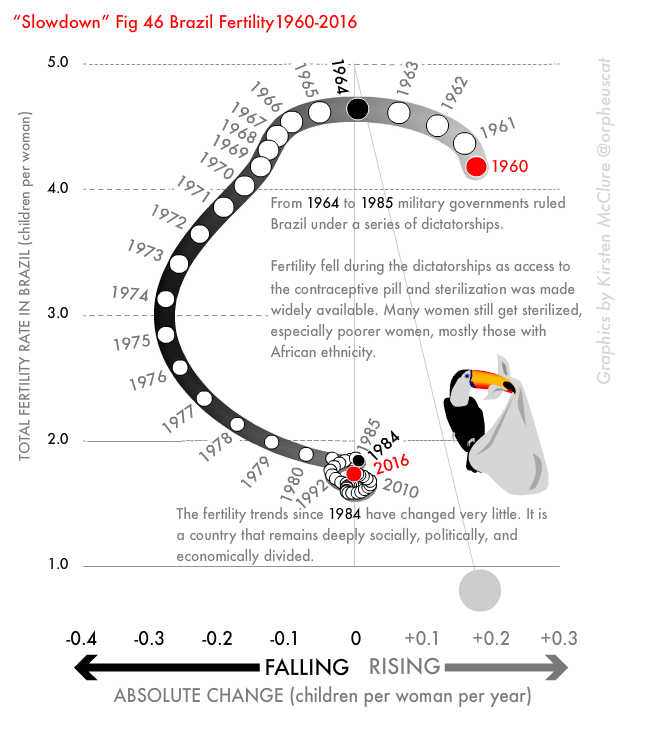 “Slowdown” Fig 46 Brazil Fertility1960-2016
5.0
4.0
3.0
2.0
1.0
TOTAL FERTILITY RATE IN BRAZIL (children per woman)
1960
1961
1962
1963
1964
1965
1966
1967
1968
1969
1970
1971
1972
1973
1974
1975
1976
1977
1978
1979
1980
1992
1985
1984
2016
2010
From 1964 to 1985 military governments ruled
Brazil under a series of dictatorships.
Fertility fell during the dictatorships as access to
the contraceptive pill and sterilization was made
widely available. Many women still get sterilized,
especially poorer women, mostly those with
African ethnicity.
The fertility trends since 1984 have changed very little. It is
a country that remains deeply socially, politically, and
economically divided.
Graphics by Kirsten McClure @orpheuscat
-0.4 -0.3 -0.2 -0.1 0 +0.1 +0.2 +0.3
FALLING RISING
ABSOLUTE CHANGE (children per woman per year)